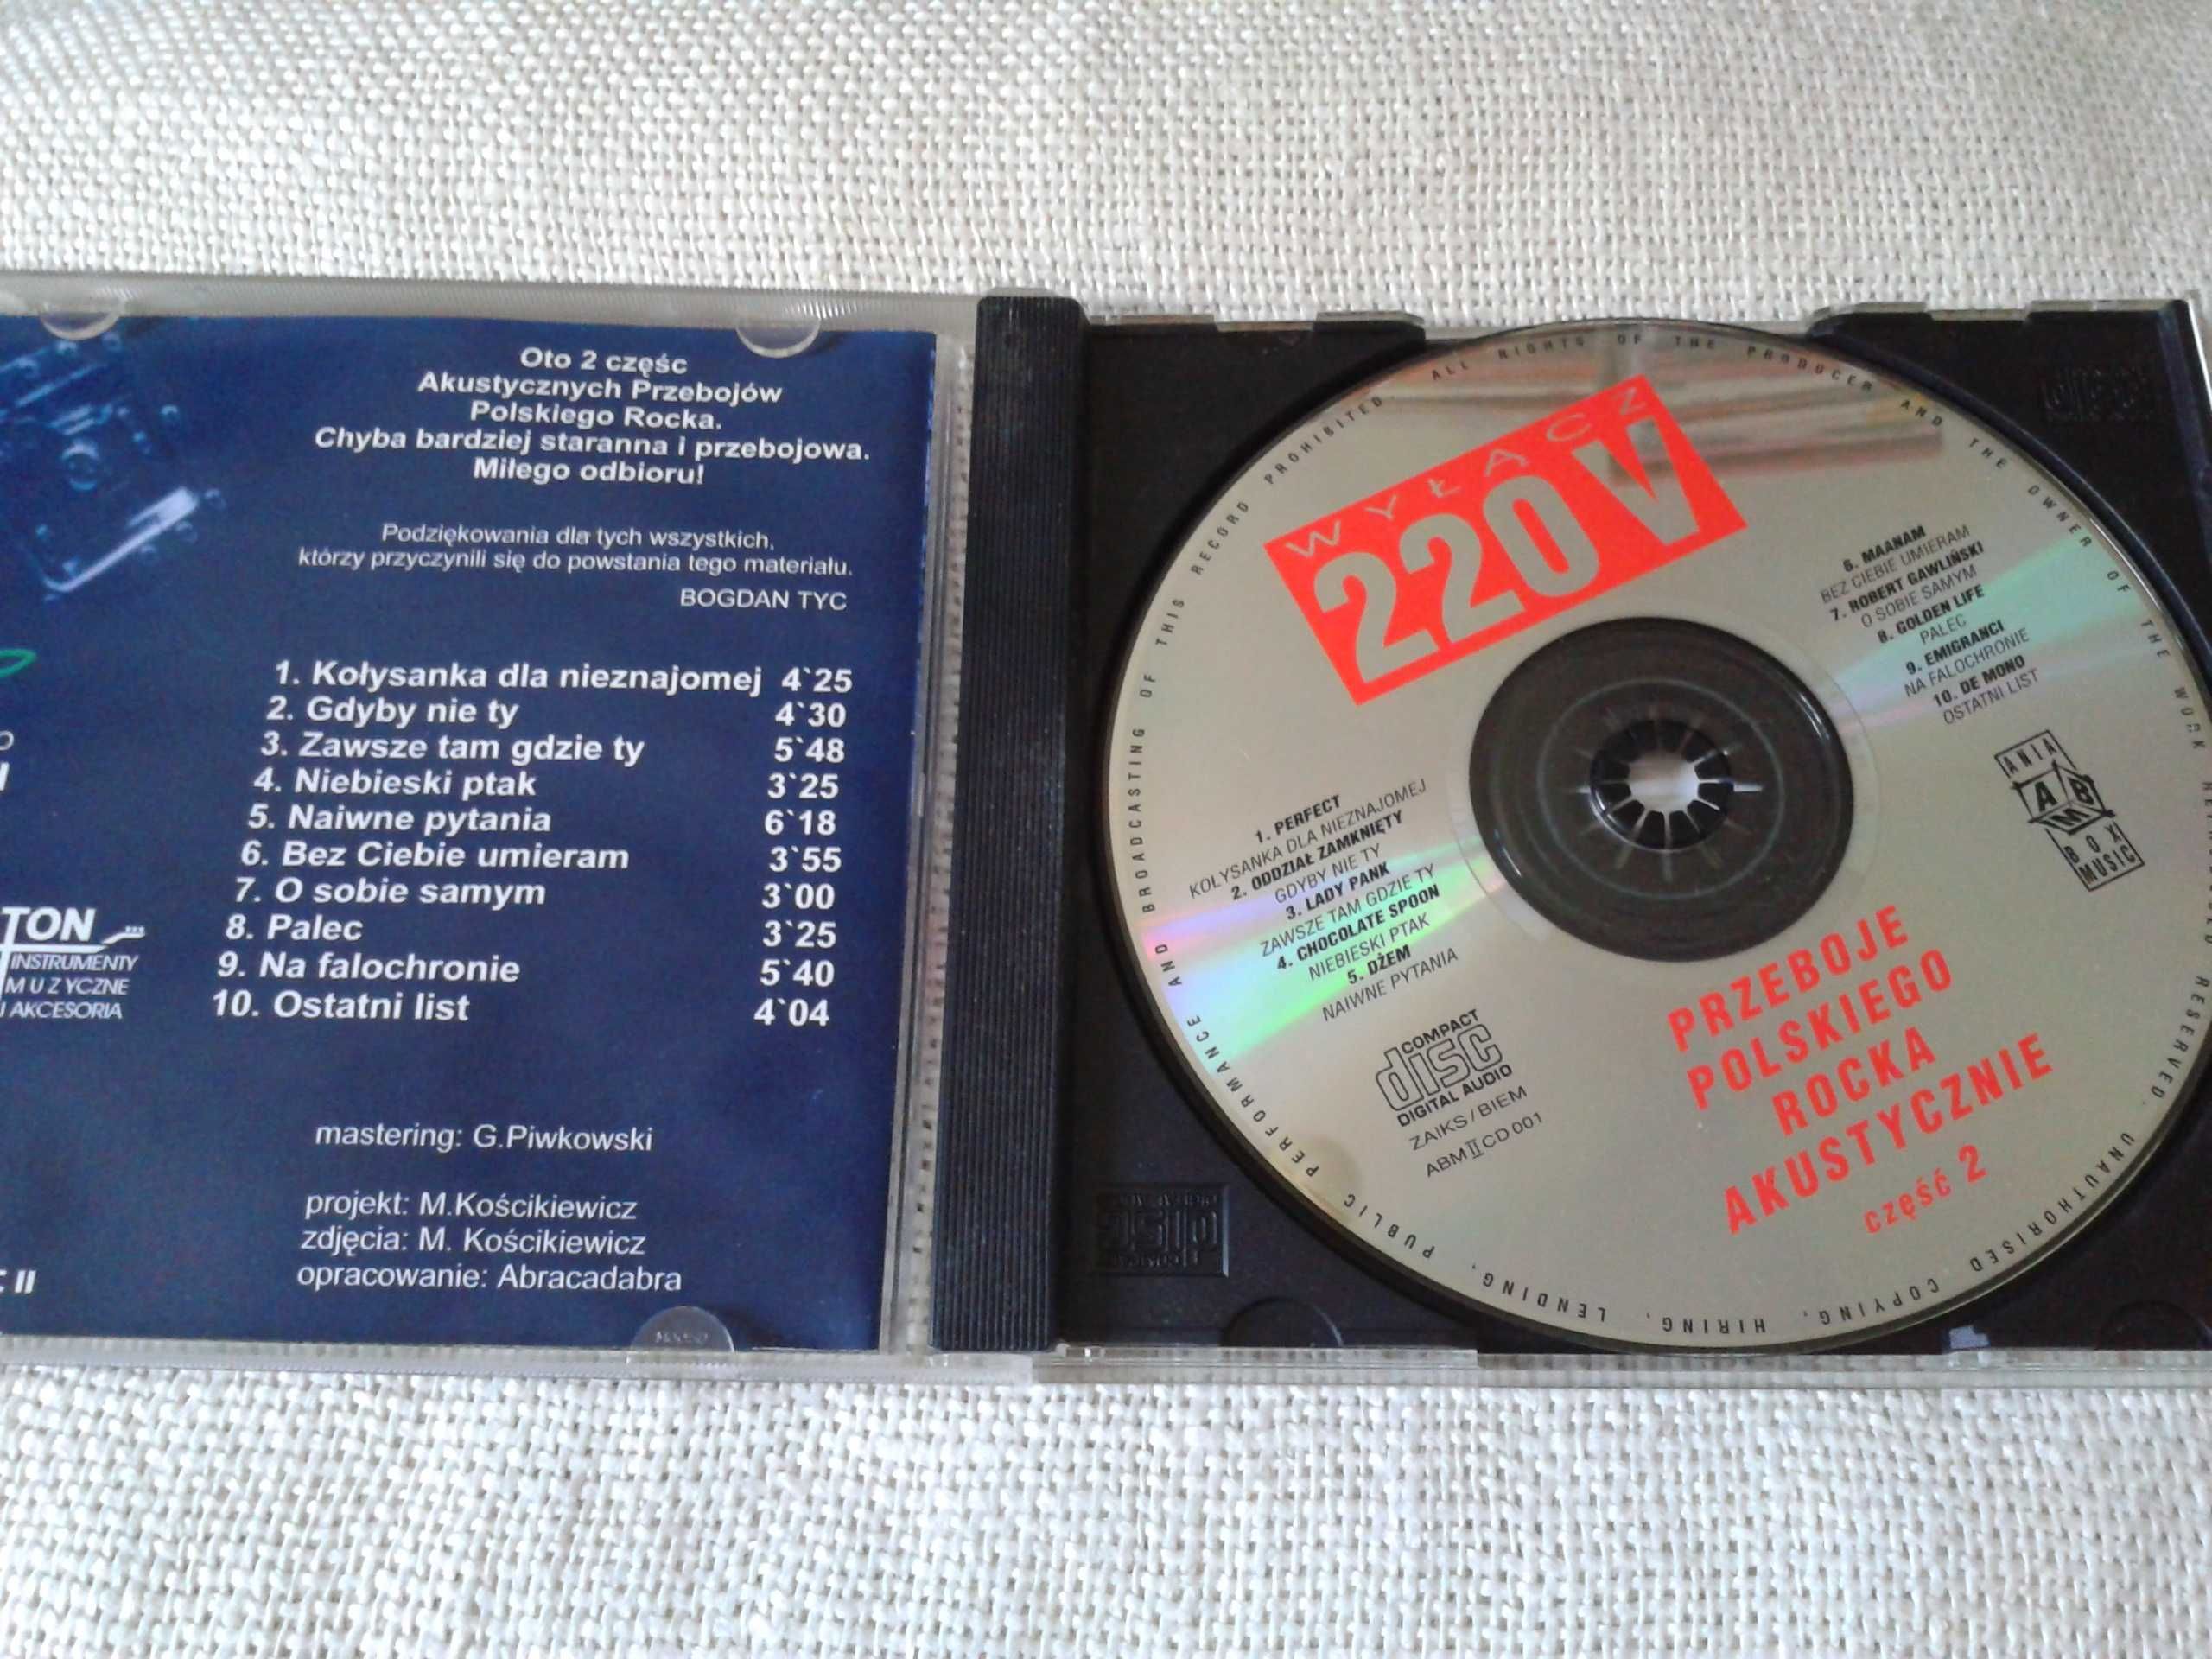 Oto 2 częśc
Akustycznych Przebojów
Polskiego Rocka.
Chyba bardziej staranna i przebojowa.
Miłego odbioru!
Podziękowania dla tych wszystkich,
którzy przyczynili się do powstania tego materiału.
BOGDAN TYC
1. Kołysanka dla nieznajomej 4`25
2. Gdyby nie ty 4`30
3. Zawsze tam gdzie ty 5`48
4. Niebieski ptak 3`25
5. Naiwne pytania 6`18
6. Bez Ciebie umieram 3`55
7. O sobie samym 3`00
8. Palec 3`25
9. Na falochronie 5`40
10. Ostatni list 4`04
TON
INSTRUMENTY
MUZYCZNE
I AKCESORIA
mastering: G.Piwkowski
projekt: M.Kościkiewicz
zdjęcia: M. Kościkiewicz
opracowanie: Abracadabra
II
WYŁĄCZ
220V
1. PERFECT
KOŁYSANKA DLA NIEZNAJOMEJ
2. ODDZIAŁ ZAMKNIĘTY
GDYBY NIE TY
3. LADY PANK
ZAWSZE TAM GDZIE TY
4. CHOCOLATE SPOON
NIEBIESKI PTAK
5. DŻEM
NAIWNE PYTANIA
6. MAANAM
BEZ CIEBIE UMIERAM
7. ROBERT GAWLIŃSKI
O SOBIE SAMYM
8. GOLDEN LIFE
PALEC
9. EMIGRANCI
NA FALOCHRONIE
10. DE MONO
OSTATNI LIST
ANIA
ABM
BOX
MUSIC
COMPACT
disc
DIGITAL AUDIO
ZAIKS/BIEM
ABM II CD 001
PRZEBOJE
POLSKIEGO
ROCKA
AKUSTYCZNIE
część 2
ALL RIGHTS OF THE PRODUCER AND THE OWNER OF THE WORK RESERVED. UNAUTHORISED COPYING, HIRING, LENDING, PUBLIC PERFORMANCE AND BROADCASTING OF THIS RECORD PROHIBITED.
disc